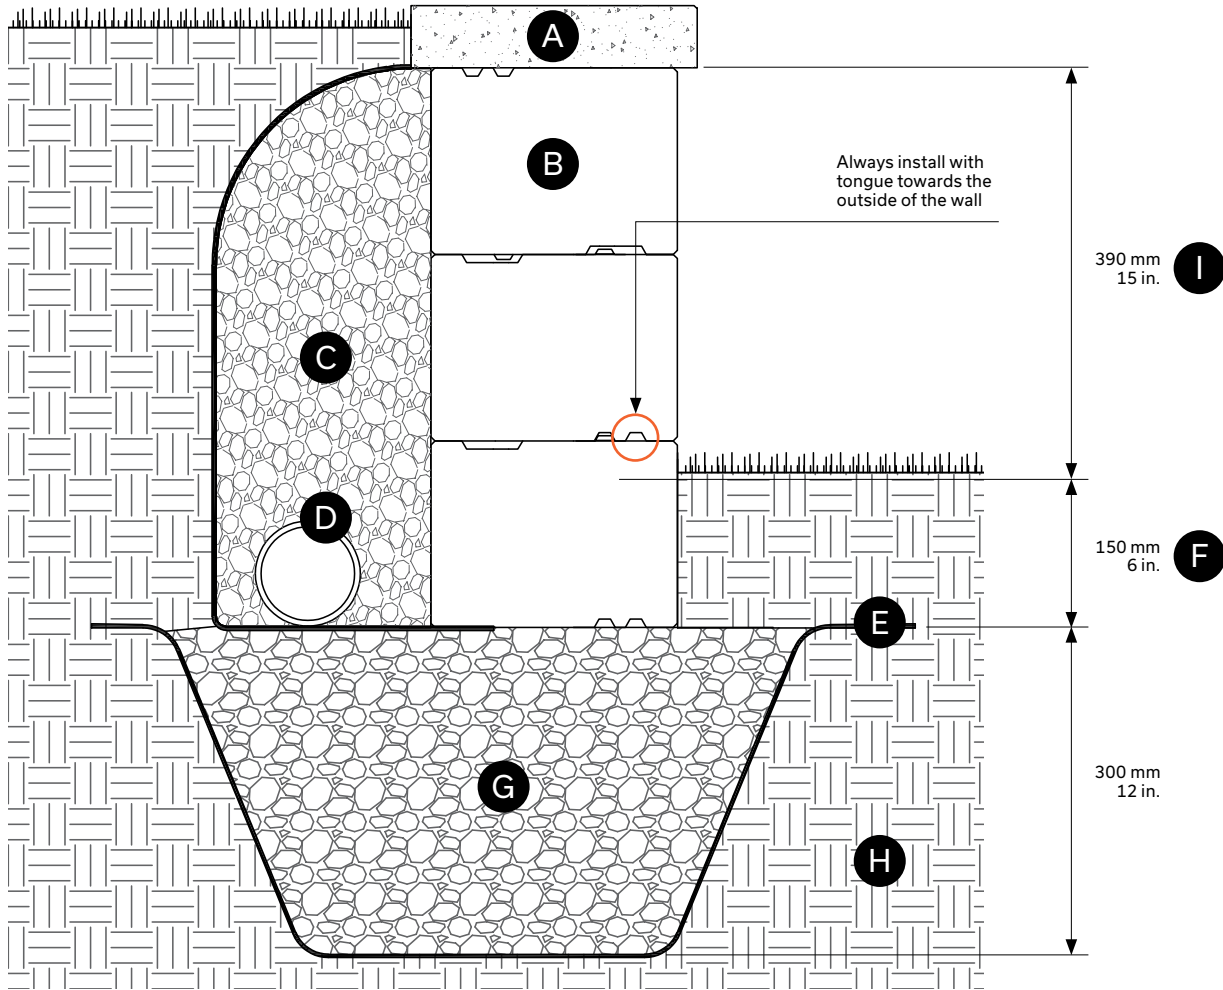 A
B
Always install with
tongue towards the
outside of the wall
390 mm
15 in.
I
C
D
150 mm
6 in.
F
E
G
300 mm
12 in.
H